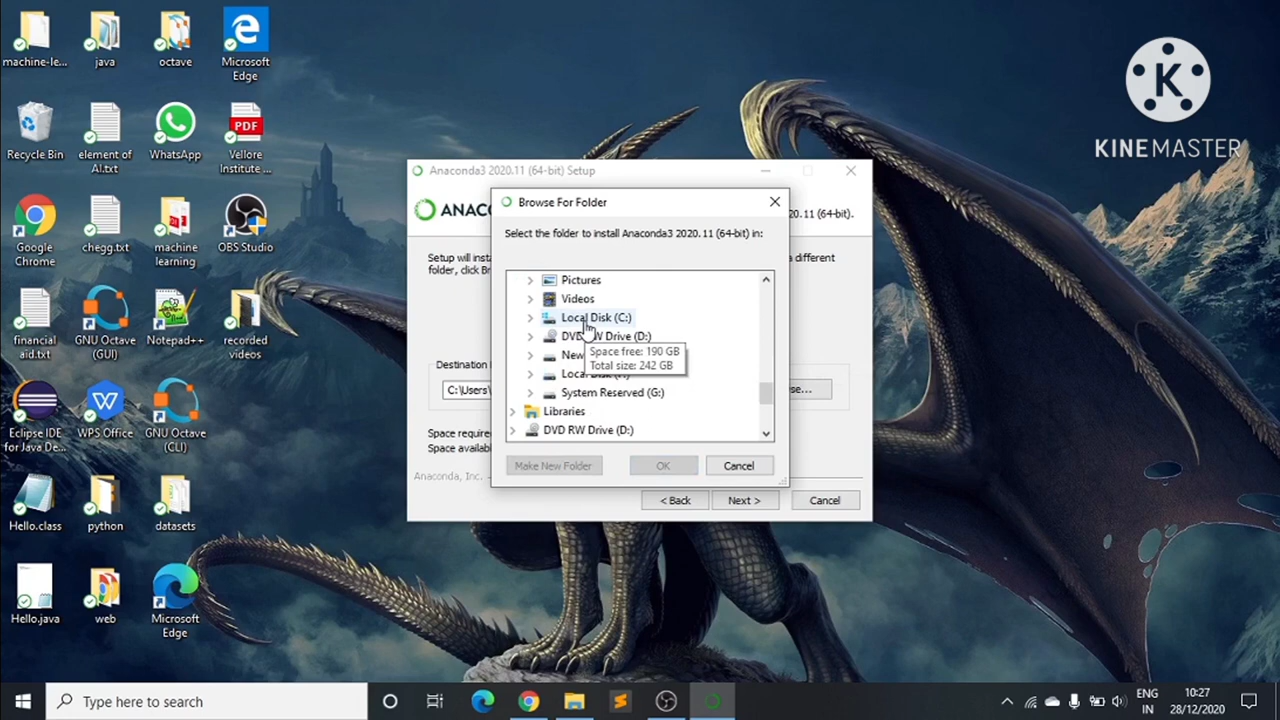 machine-le...
java
octave
Microsoft
Edge
Recycle Bin
element of
AI.txt
WhatsApp
PDF
Vellore
Institute ...
Google
Chrome
chegg.txt
machine
learning
OBS Studio
financial
aid.txt
GNU Octave
(GUI)
Notepad++
recorded
videos
Eclipse IDE
for Java De...
WPS Office
GNU Octave
(CLI)
Hello.class
python
datasets
Hello.java
web
Microsoft
Edge
K
KINEMASTER
Anaconda3 2020.11 (64-bit) Setup
ANACO
20.11 (64-bit).
Setup will insta
a different
folder, click Br
Destination
C:\Users\
se...
Space require
Space availab
Anaconda, Inc.
< Back
Next >
Cancel
Browse For Folder
Select the folder to install Anaconda3 2020.11 (64-bit) in:
Pictures
Videos
Local Disk (C:)
DVD RW Drive (D:)
New
Space free: 190 GB
Total size: 242 GB
System Reserved (G:)
Libraries
DVD RW Drive (D:)
Make New Folder
OK
Cancel
Type here to search
ENG
IN
10:27
28/12/2020